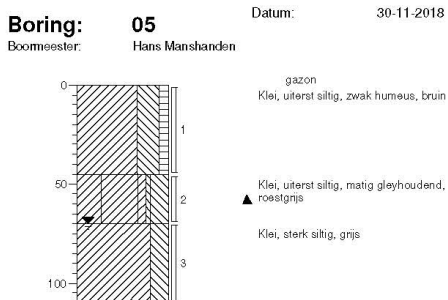 Boring: 05
Datum: 30-11-2018
Boormeester: Hans Manshanden
0
gazon
Klei, uiterst siltig, zwak humeus, bruin
1
50
Klei, uiterst siltig, matig gleyhoudend,
roestgrijs
2
Klei, sterk siltig, grijs
3
100